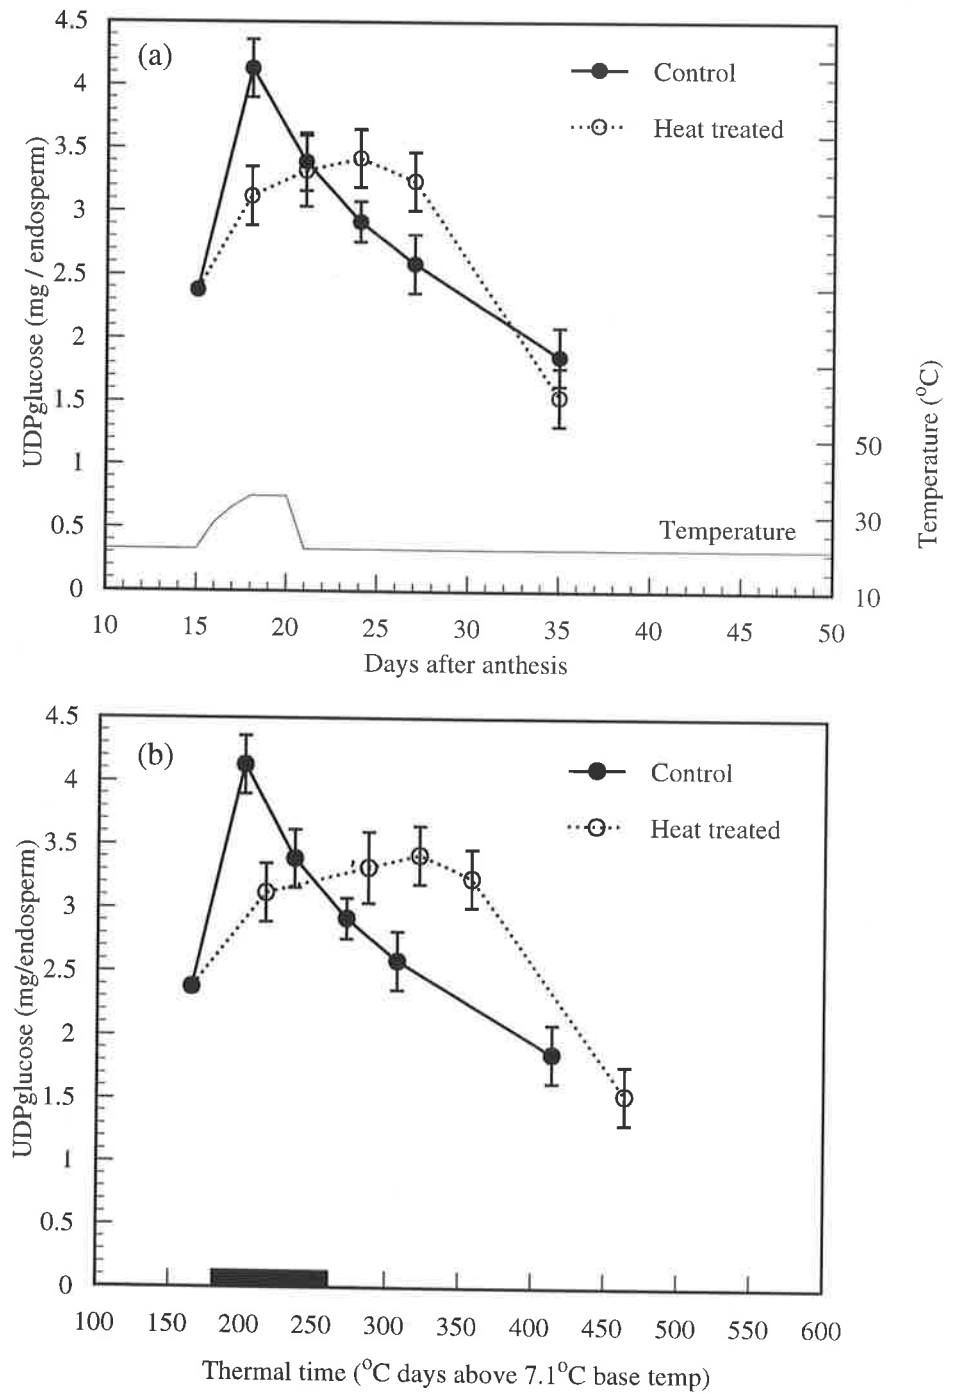 4.5
(a)
Control
4
Heat treated
3.5
3
2.5
2
1.5
1
0.5
0
UDPglucose (mg / endosperm)
50
30
10
Temperature (°C)
Temperature
10 15 20 25 30 35 40 45 50
Days after anthesis
4.5
(b)
Control
4
Heat treated
3.5
3
2.5
2
1.5
1
0.5
0
UDPglucose (mg/endosperm)
100 150 200 250 300 350 400 450 500 550 600
Thermal time (°C days above 7.1°C base temp)